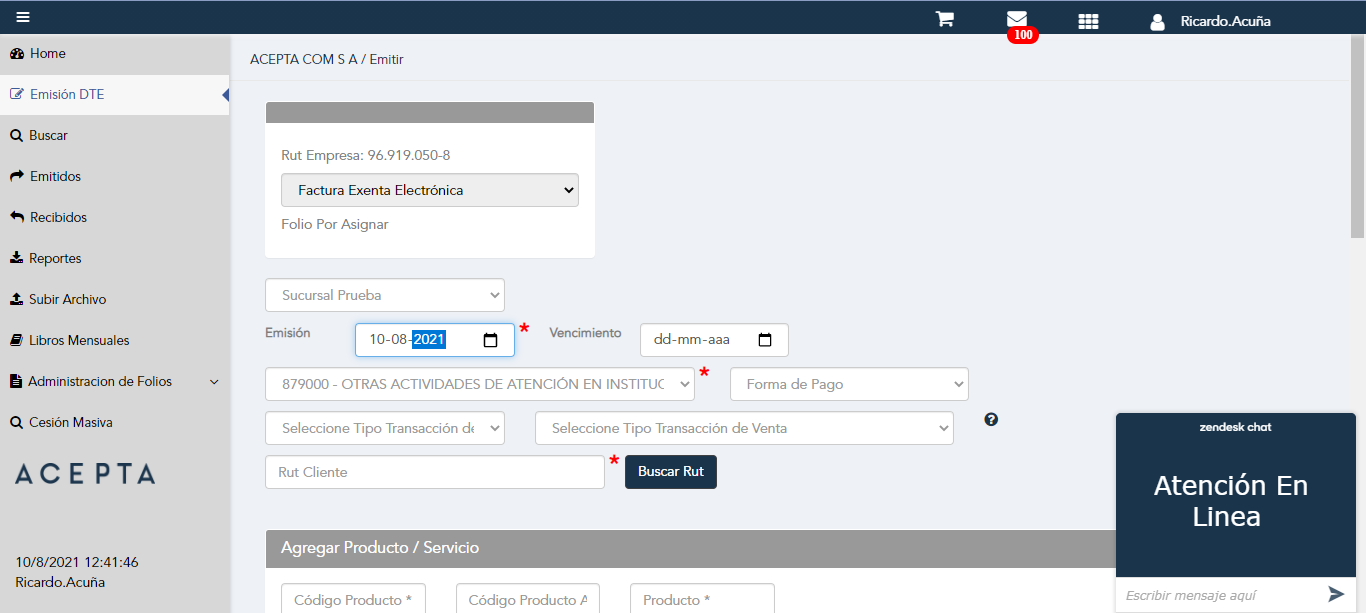 100
Ricardo.Acuña
Home
Emisión DTE
Buscar
Emitidos
Recibidos
Reportes
Subir Archivo
Libros Mensuales
Administracion de Folios
Cesión Masiva
ACEPTA
10/8/2021 12:41:46
Ricardo.Acuña
ACEPTA COM S A / Emitir
Rut Empresa: 96.919.050-8
Factura Exenta Electrónica
Folio Por Asignar
Sucursal Prueba
Emisión 10-08-2021 * Vencimiento dd-mm-aaa
879000 - OTRAS ACTIVIDADES DE ATENCIÓN EN INSTITUC * Forma de Pago
Seleccione Tipo Transacción de Seleccione Tipo Transacción de Venta ?
Rut Cliente * Buscar Rut
Agregar Producto / Servicio
Código Producto * Código Producto A Producto *
zendesk chat
Atención En
Linea
Escribir mensaje aquí